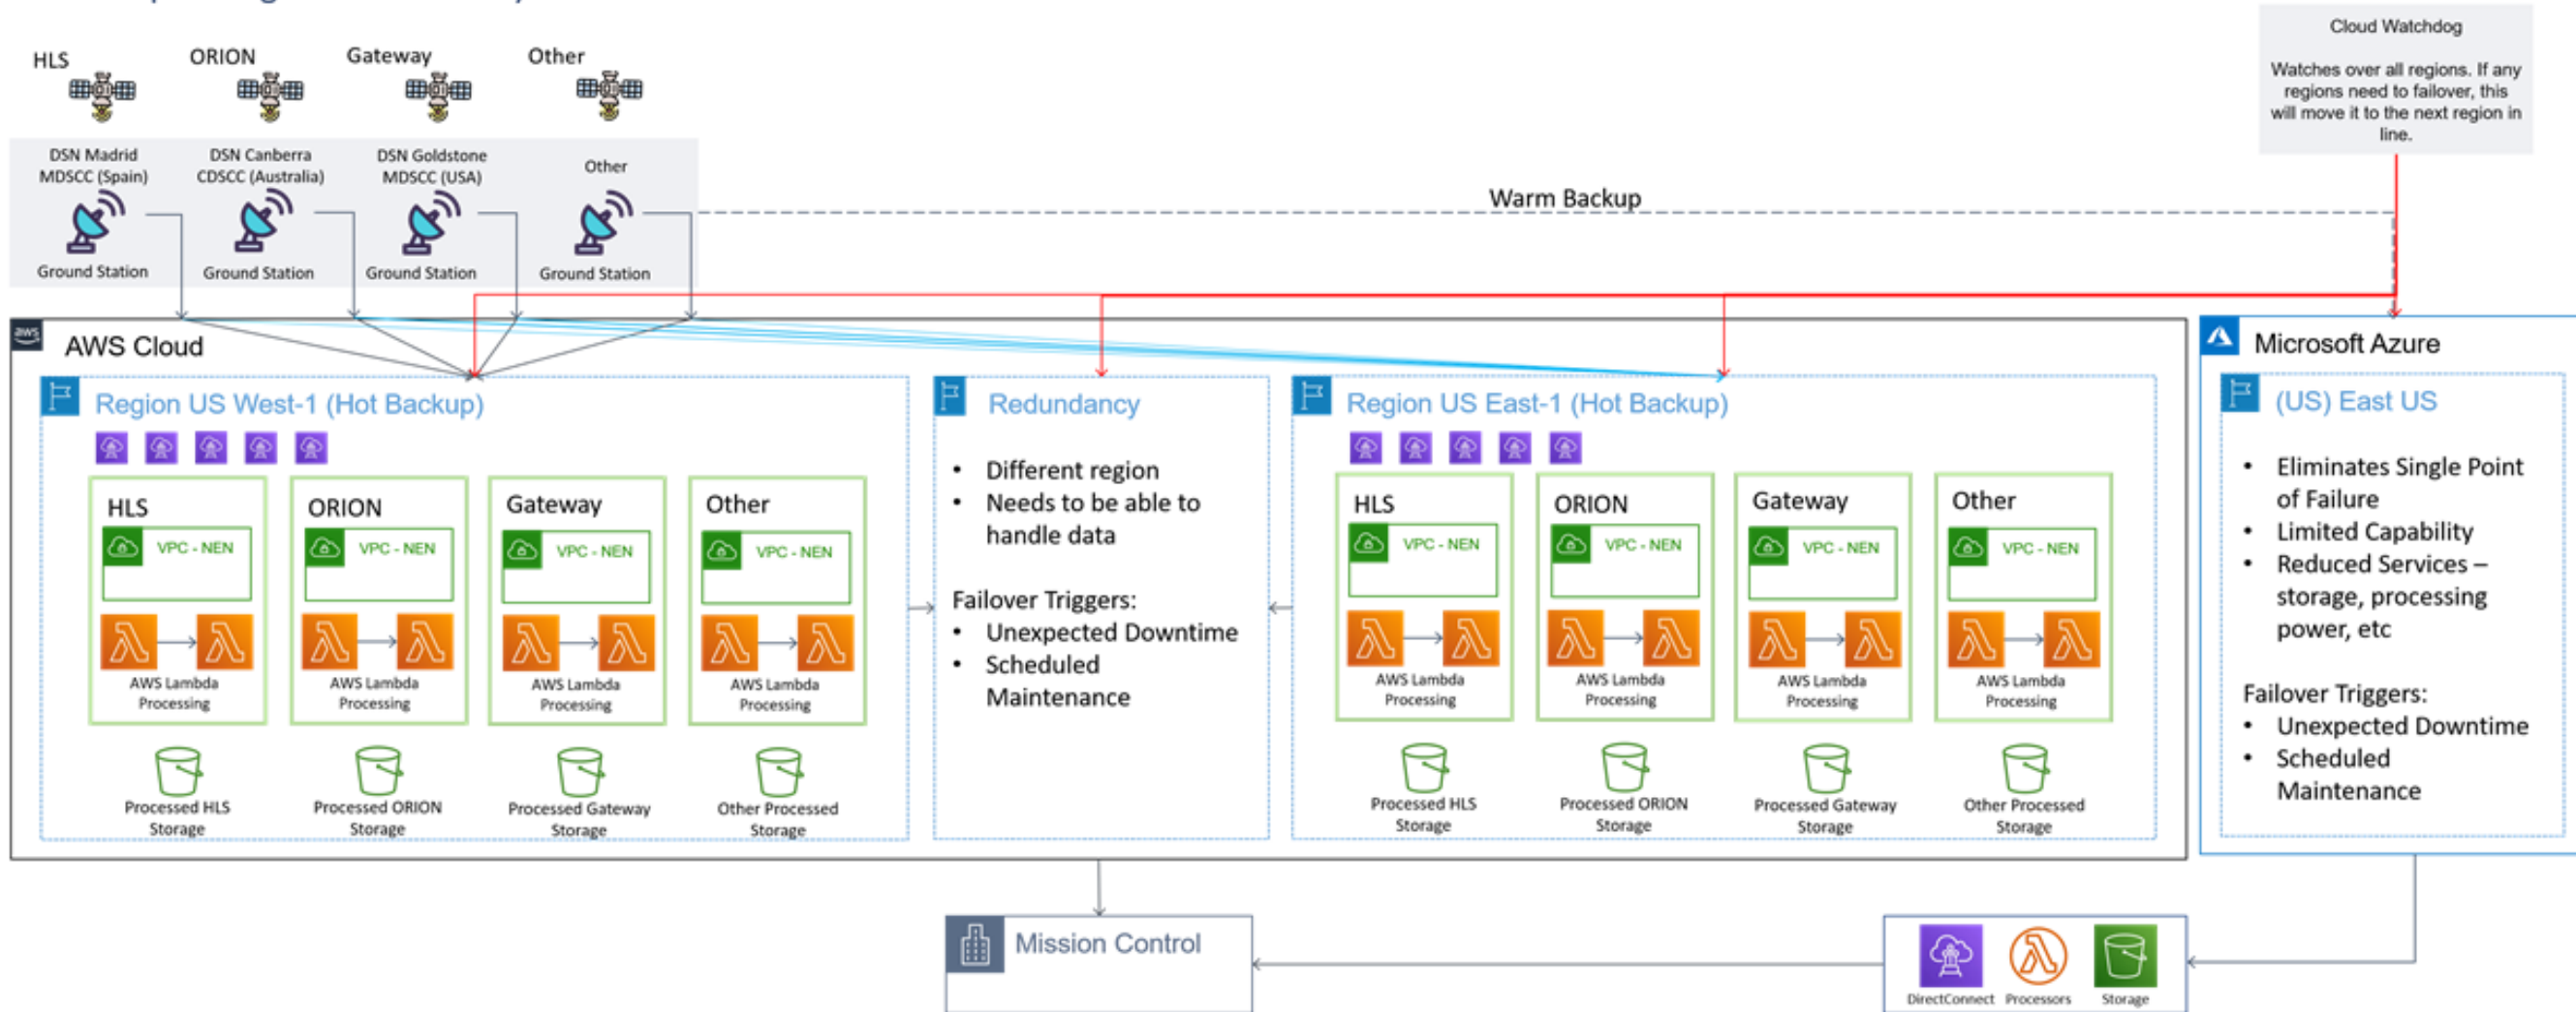 HLS
ORION
Gateway
Other
DSN Madrid
MDSCC (Spain)
DSN Canberra
CDSCC (Australia)
DSN Goldstone
MDSCC (USA)
Other
Ground Station
Ground Station
Ground Station
Ground Station
Warm Backup
Cloud Watchdog
Watches over all regions. If any
regions need to failover, this
will move it to the next region in
line.
aws
AWS Cloud
Region US West-1 (Hot Backup)
HLS
VPC - NEN
AWS Lambda
Processing
ORION
VPC - NEN
AWS Lambda
Processing
Gateway
VPC - NEN
AWS Lambda
Processing
Other
VPC - NEN
AWS Lambda
Processing
Processed HLS
Storage
Processed ORION
Storage
Processed Gateway
Storage
Other Processed
Storage
Redundancy
• Different region
• Needs to be able to
handle data
Failover Triggers:
• Unexpected Downtime
• Scheduled
Maintenance
Region US East-1 (Hot Backup)
HLS
VPC - NEN
AWS Lambda
Processing
ORION
VPC - NEN
AWS Lambda
Processing
Gateway
VPC - NEN
AWS Lambda
Processing
Other
VPC - NEN
AWS Lambda
Processing
Processed HLS
Storage
Processed ORION
Storage
Processed Gateway
Storage
Other Processed
Storage
Microsoft Azure
(US) East US
• Eliminates Single Point
of Failure
• Limited Capability
• Reduced Services –
storage, processing
power, etc
Failover Triggers:
• Unexpected Downtime
• Scheduled
Maintenance
Mission Control
DirectConnect
Processors
Storage